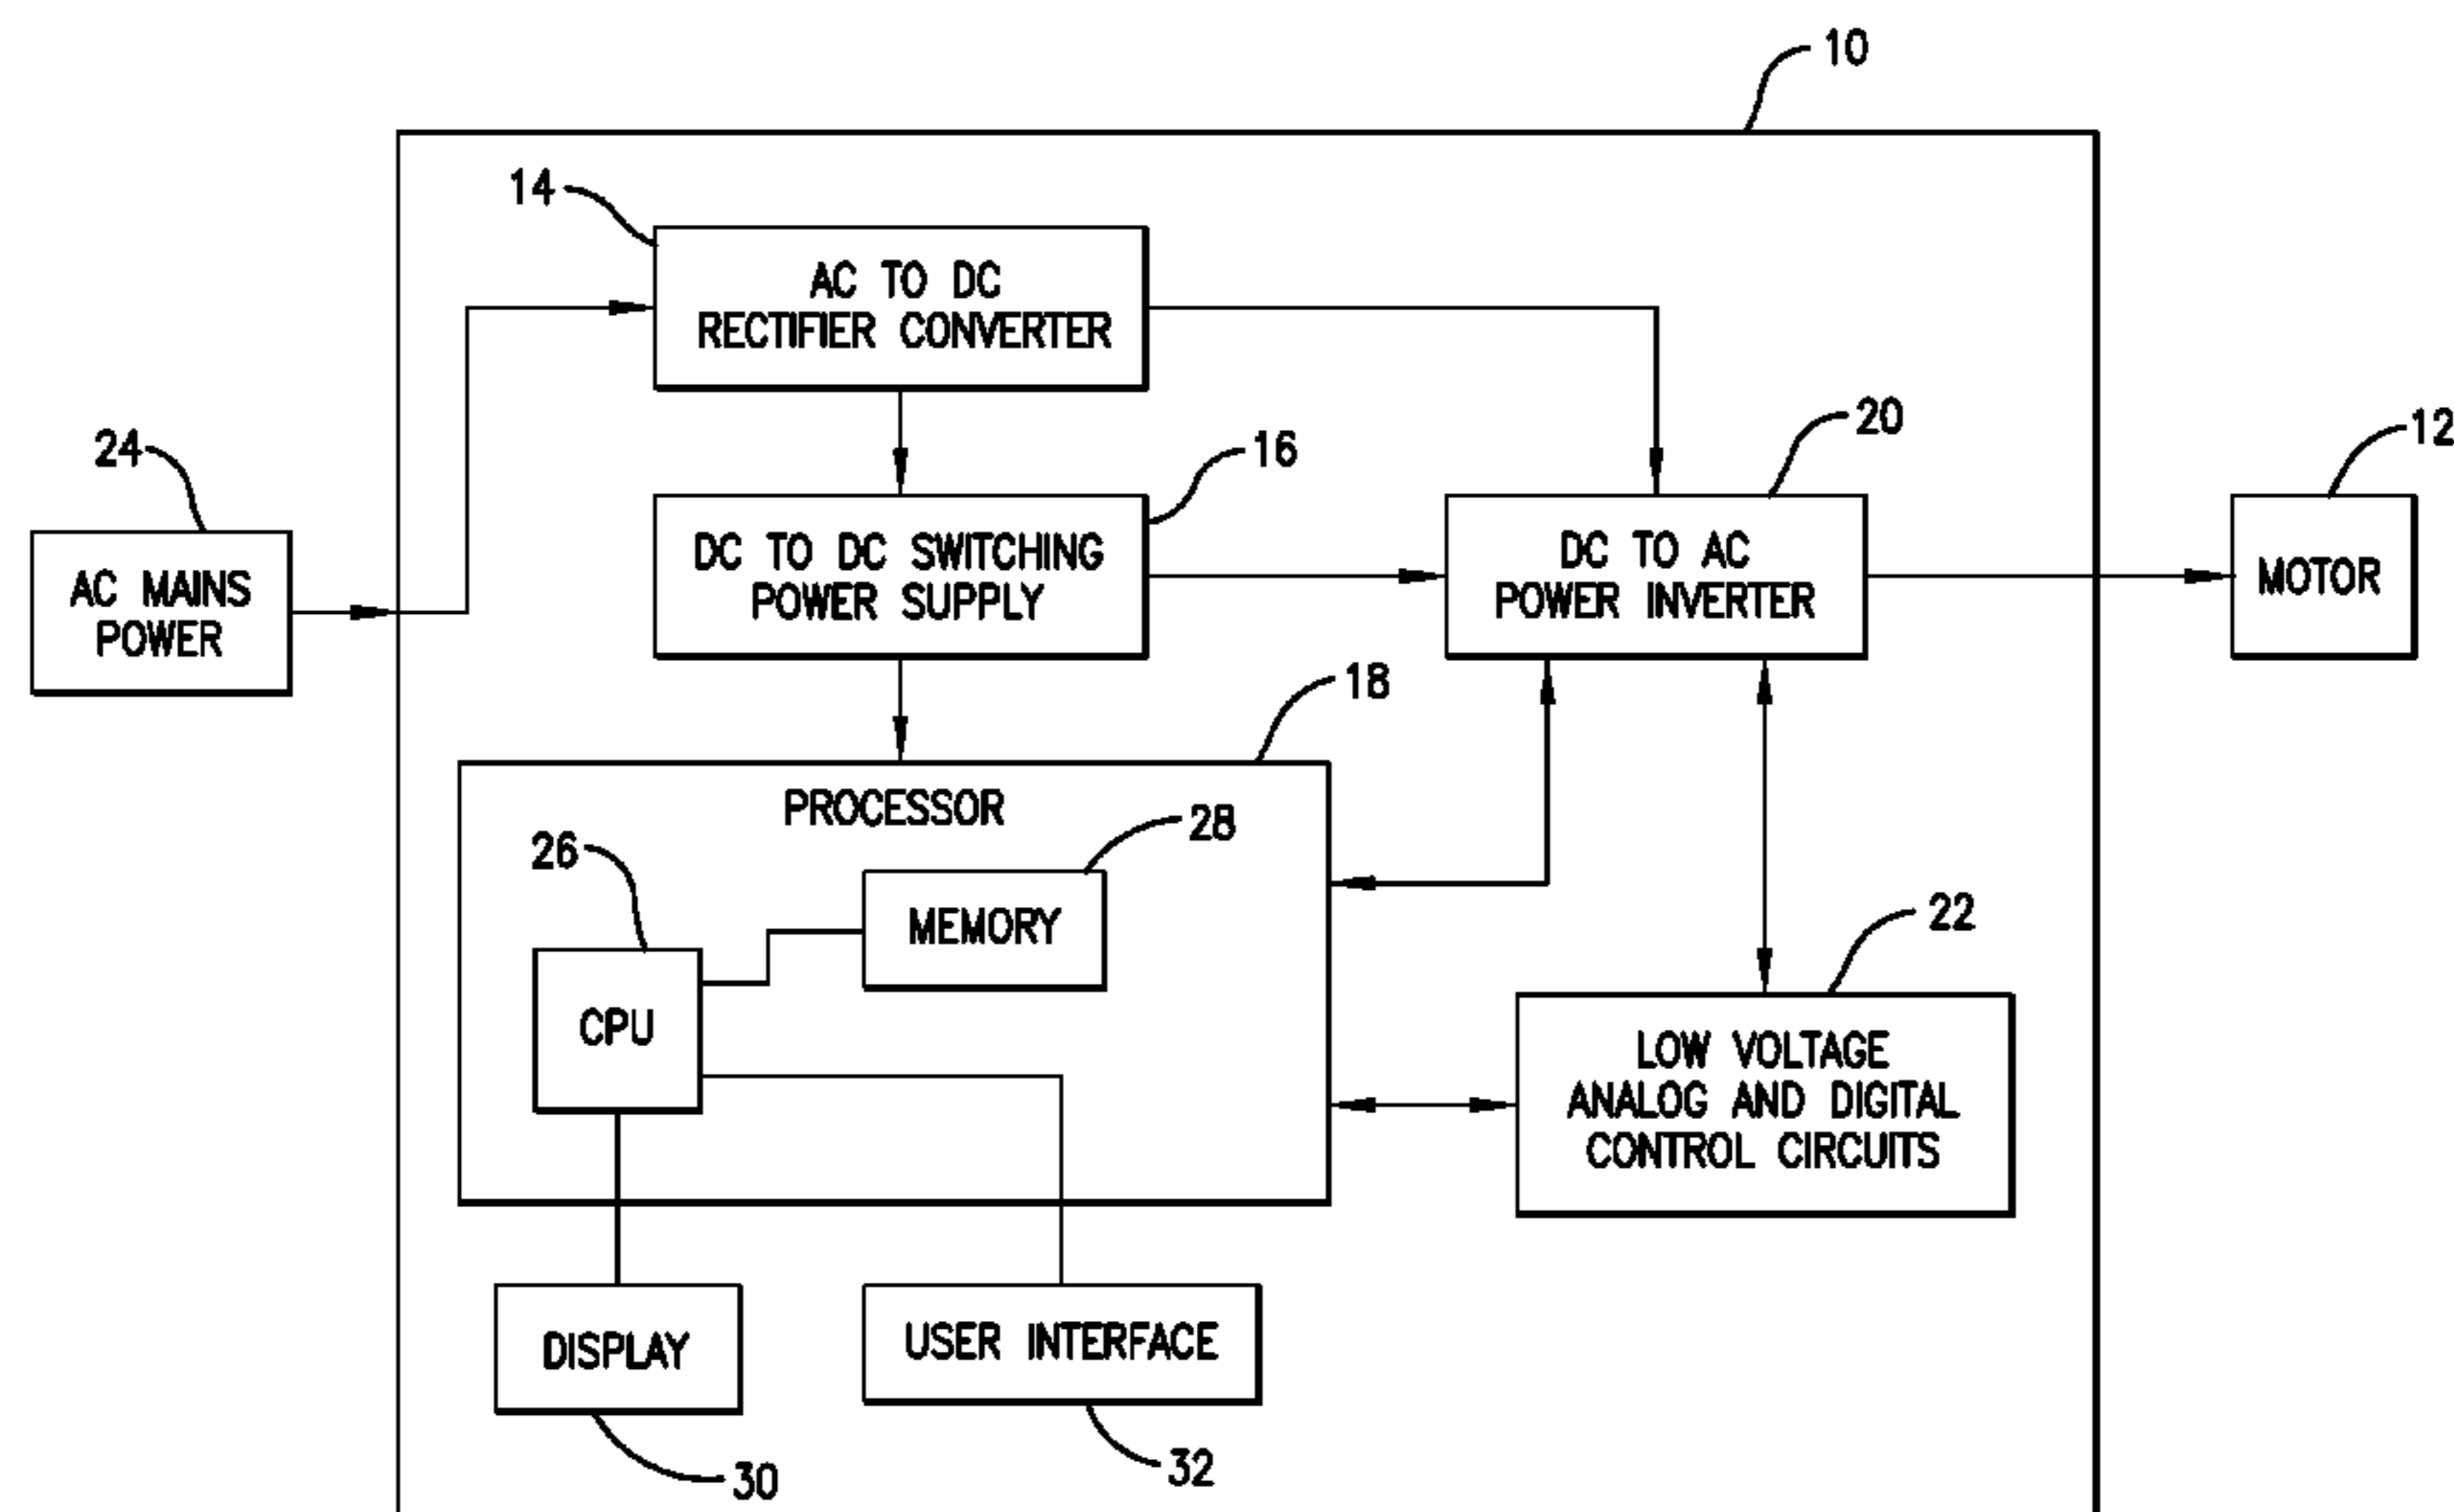 10
14
AC TO DC
RECTIFIER CONVERTER
24
16
20
12
AC MAINS
POWER
DC TO DC SWITCHING
POWER SUPPLY
DC TO AC
POWER INVERTER
MOTOR
18
PROCESSOR
26
28
MEMORY
CPU
22
LOW VOLTAGE
ANALOG AND DIGITAL
CONTROL CIRCUITS
DISPLAY
USER INTERFACE
30
32